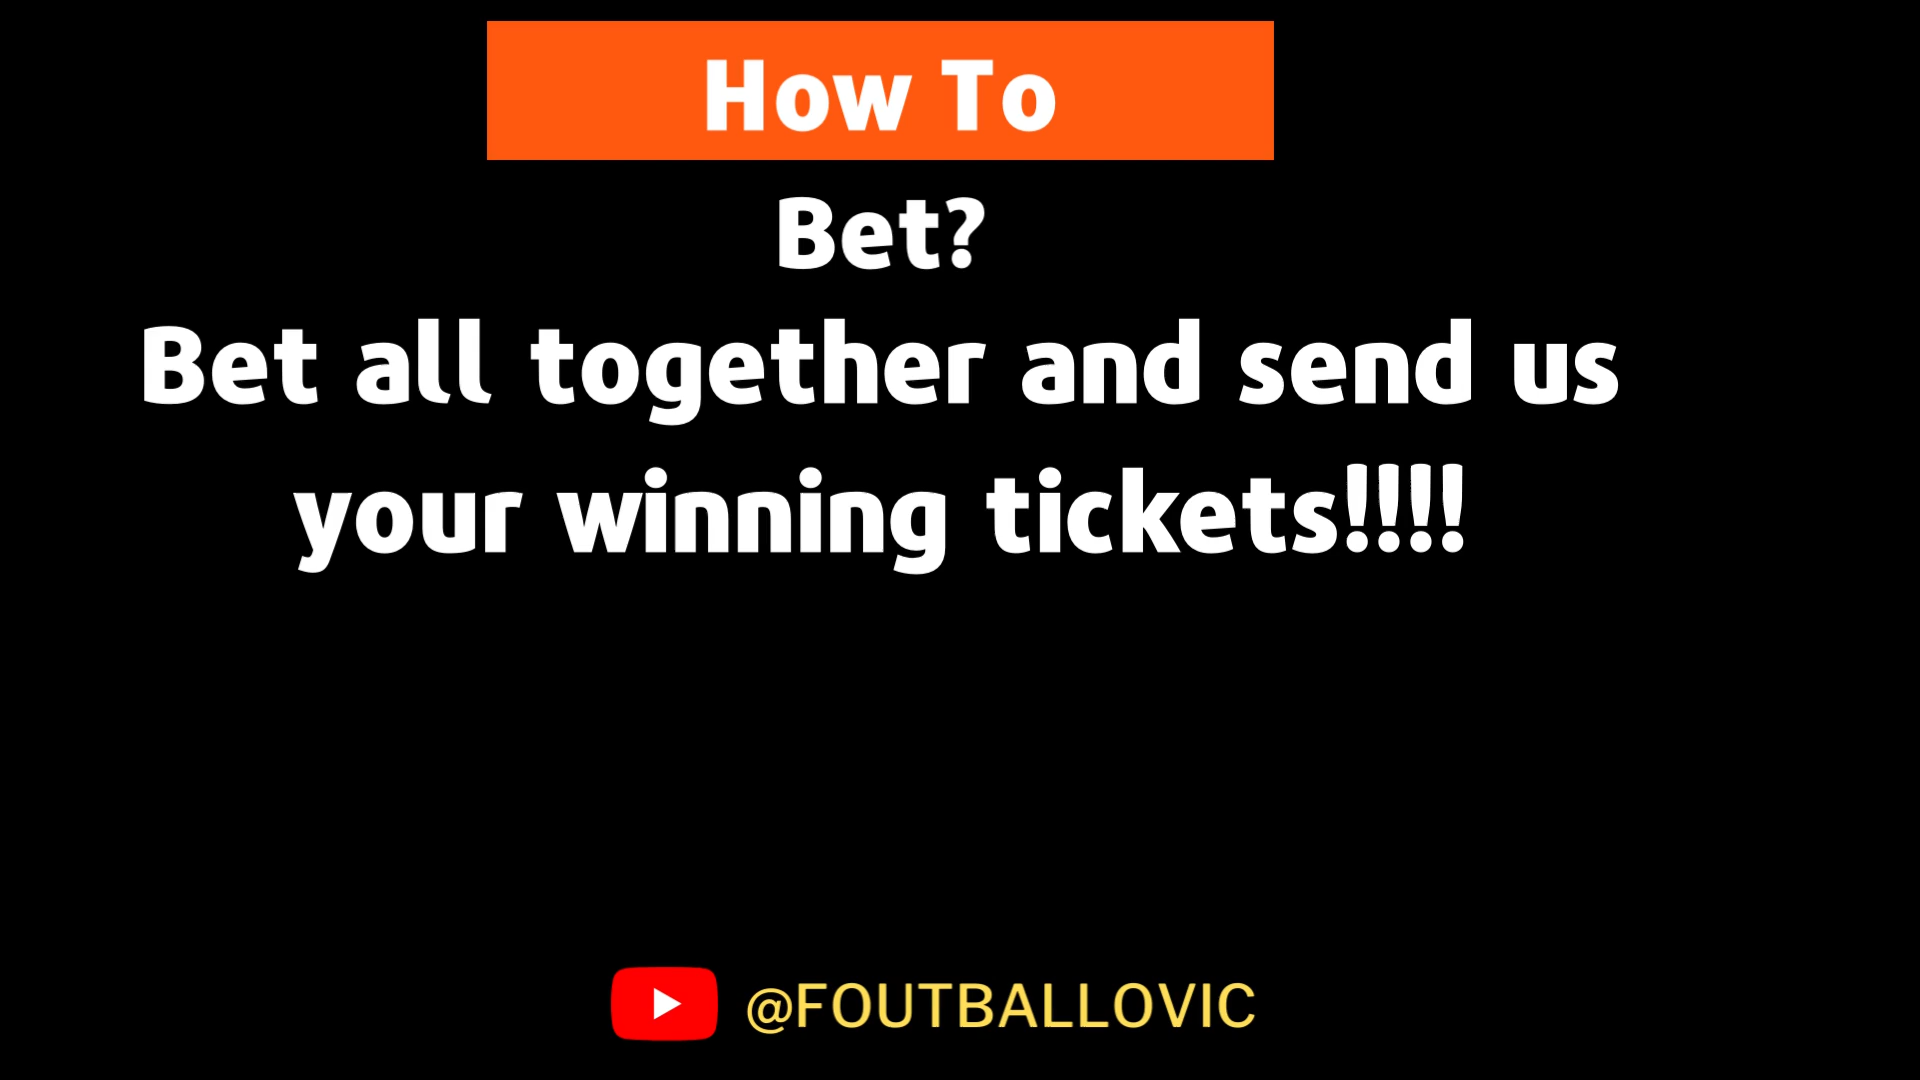 How To
Bet?
Bet all together and send us
your winning tickets!!!!
@FOUTBALLOVIC